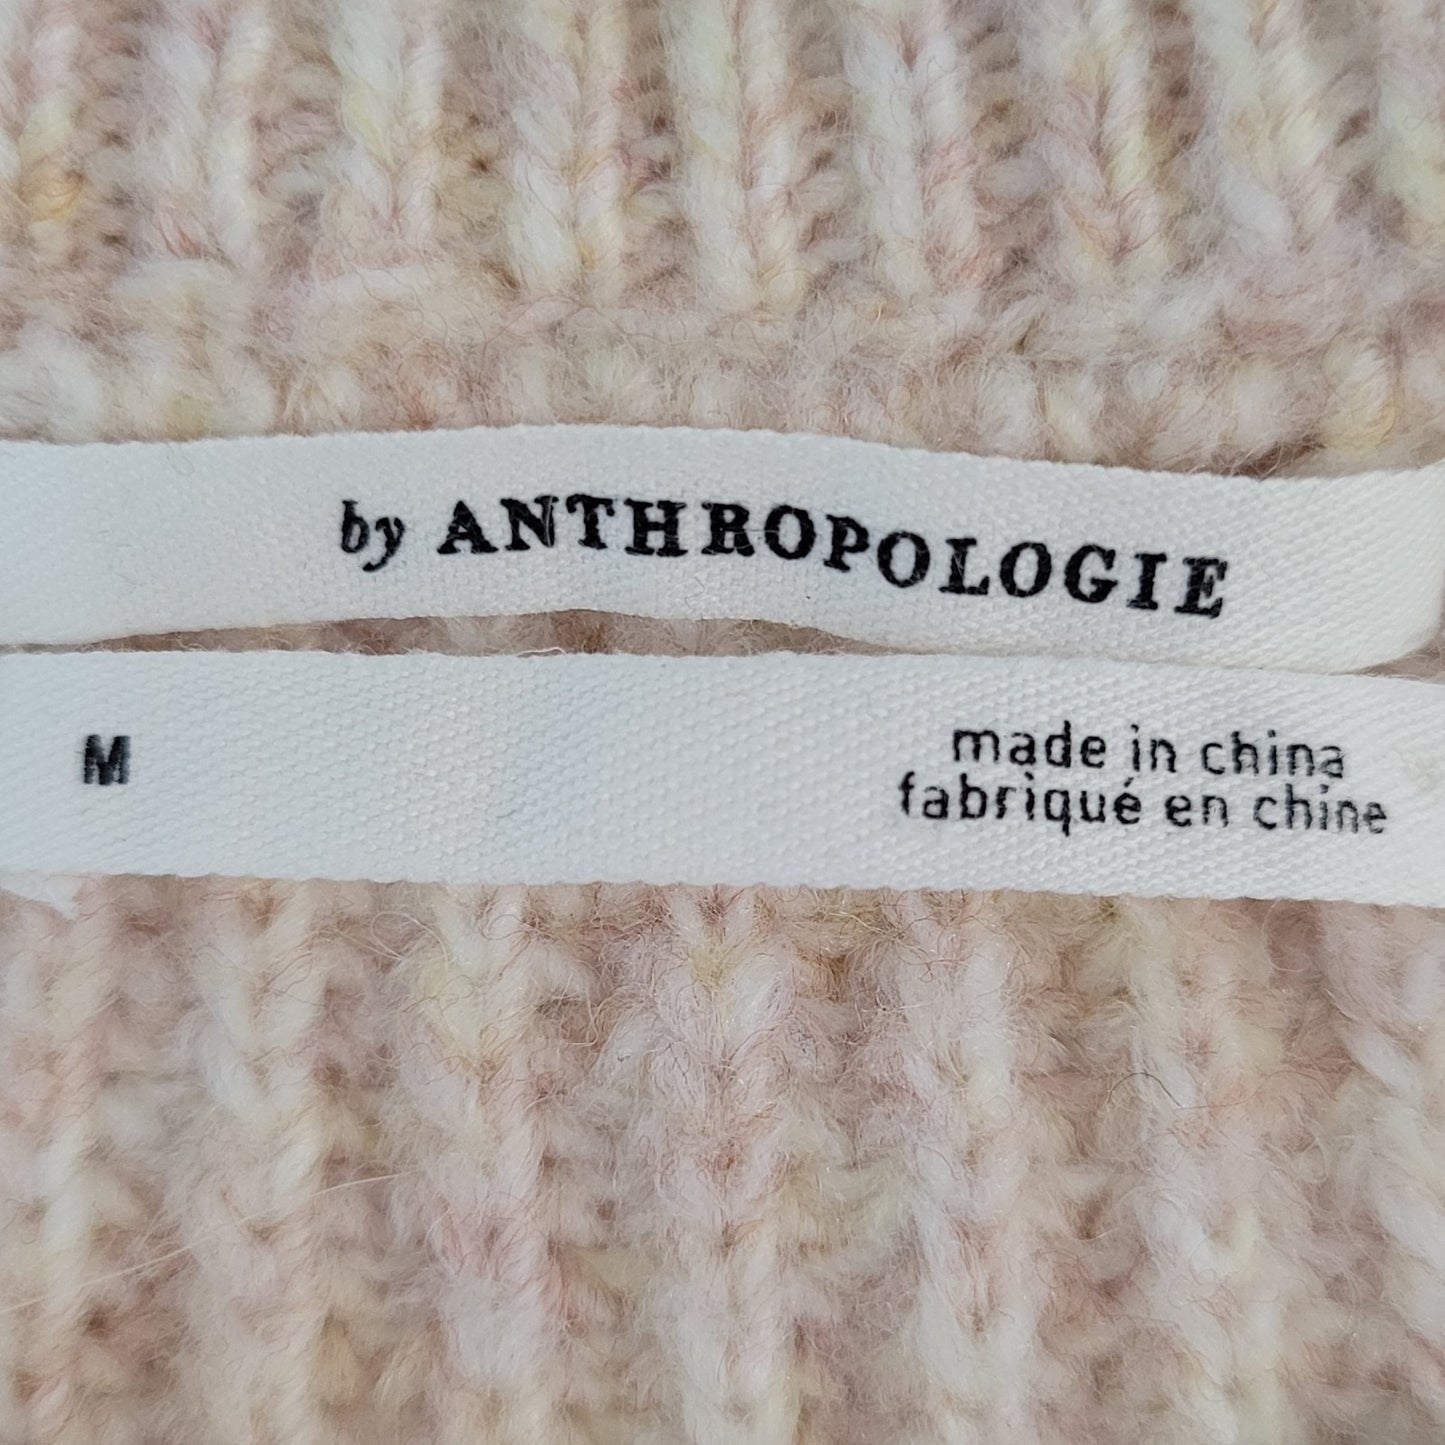 by ANTHROPOLOGIE
M
made in china
fabriqué en chine